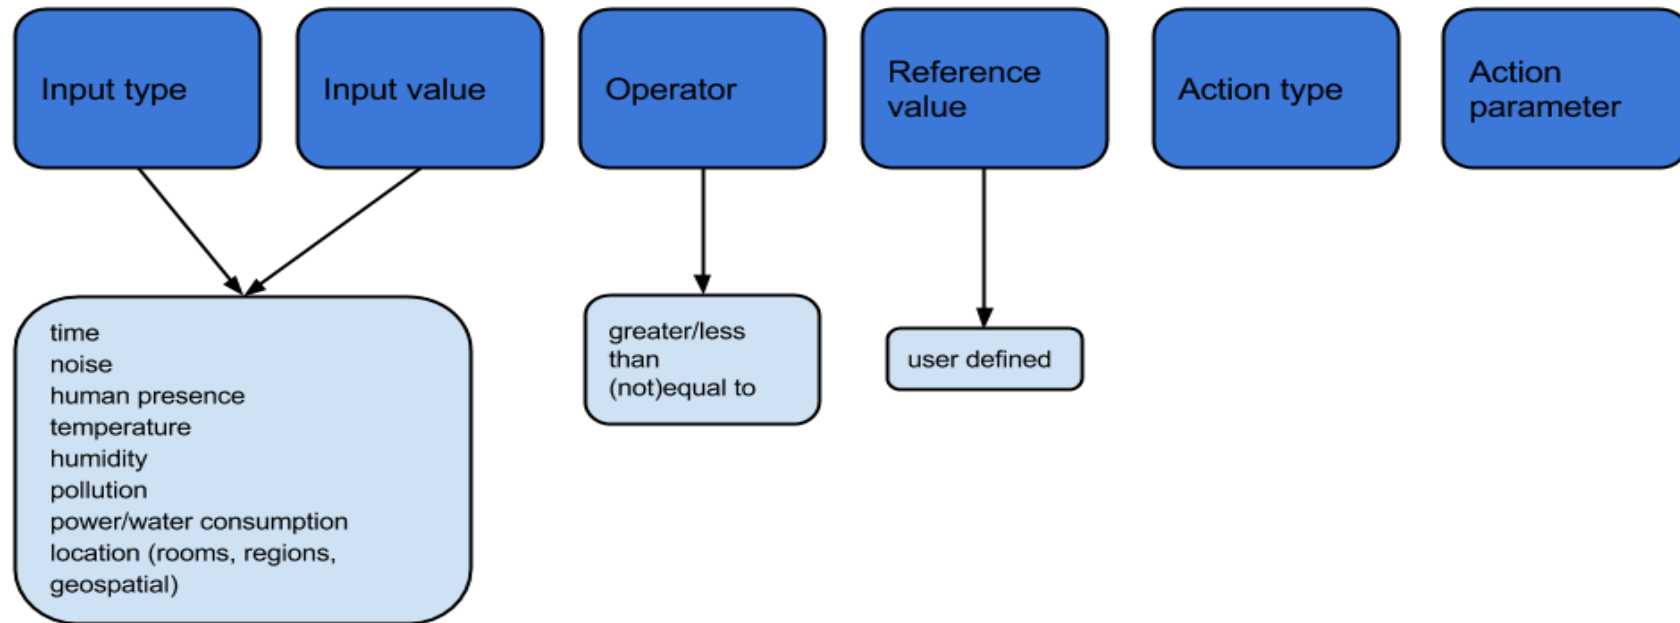 Input type
Input value
Operator
Reference
value
Action type
Action
parameter
time
noise
human presence
temperature
humidity
pollution
power/water consumption
location (rooms, regions,
geospatial)
greater/less
than
(not)equal to
user defined